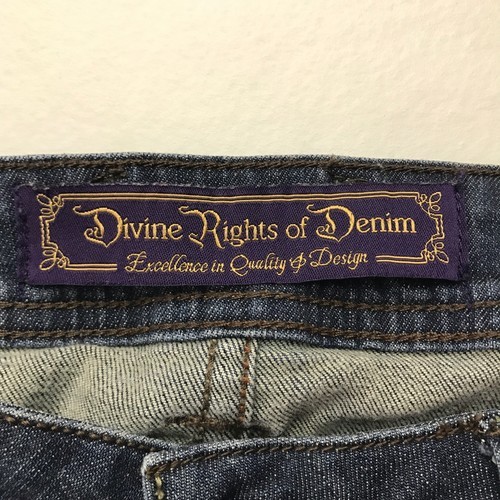 Divine Rights of Denim
Excellence in Quality & Design